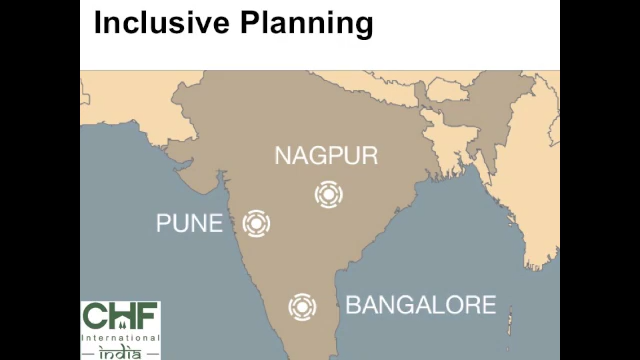 Inclusive Planning
NAGPUR
PUNE
BANGALORE
CHF
International
india